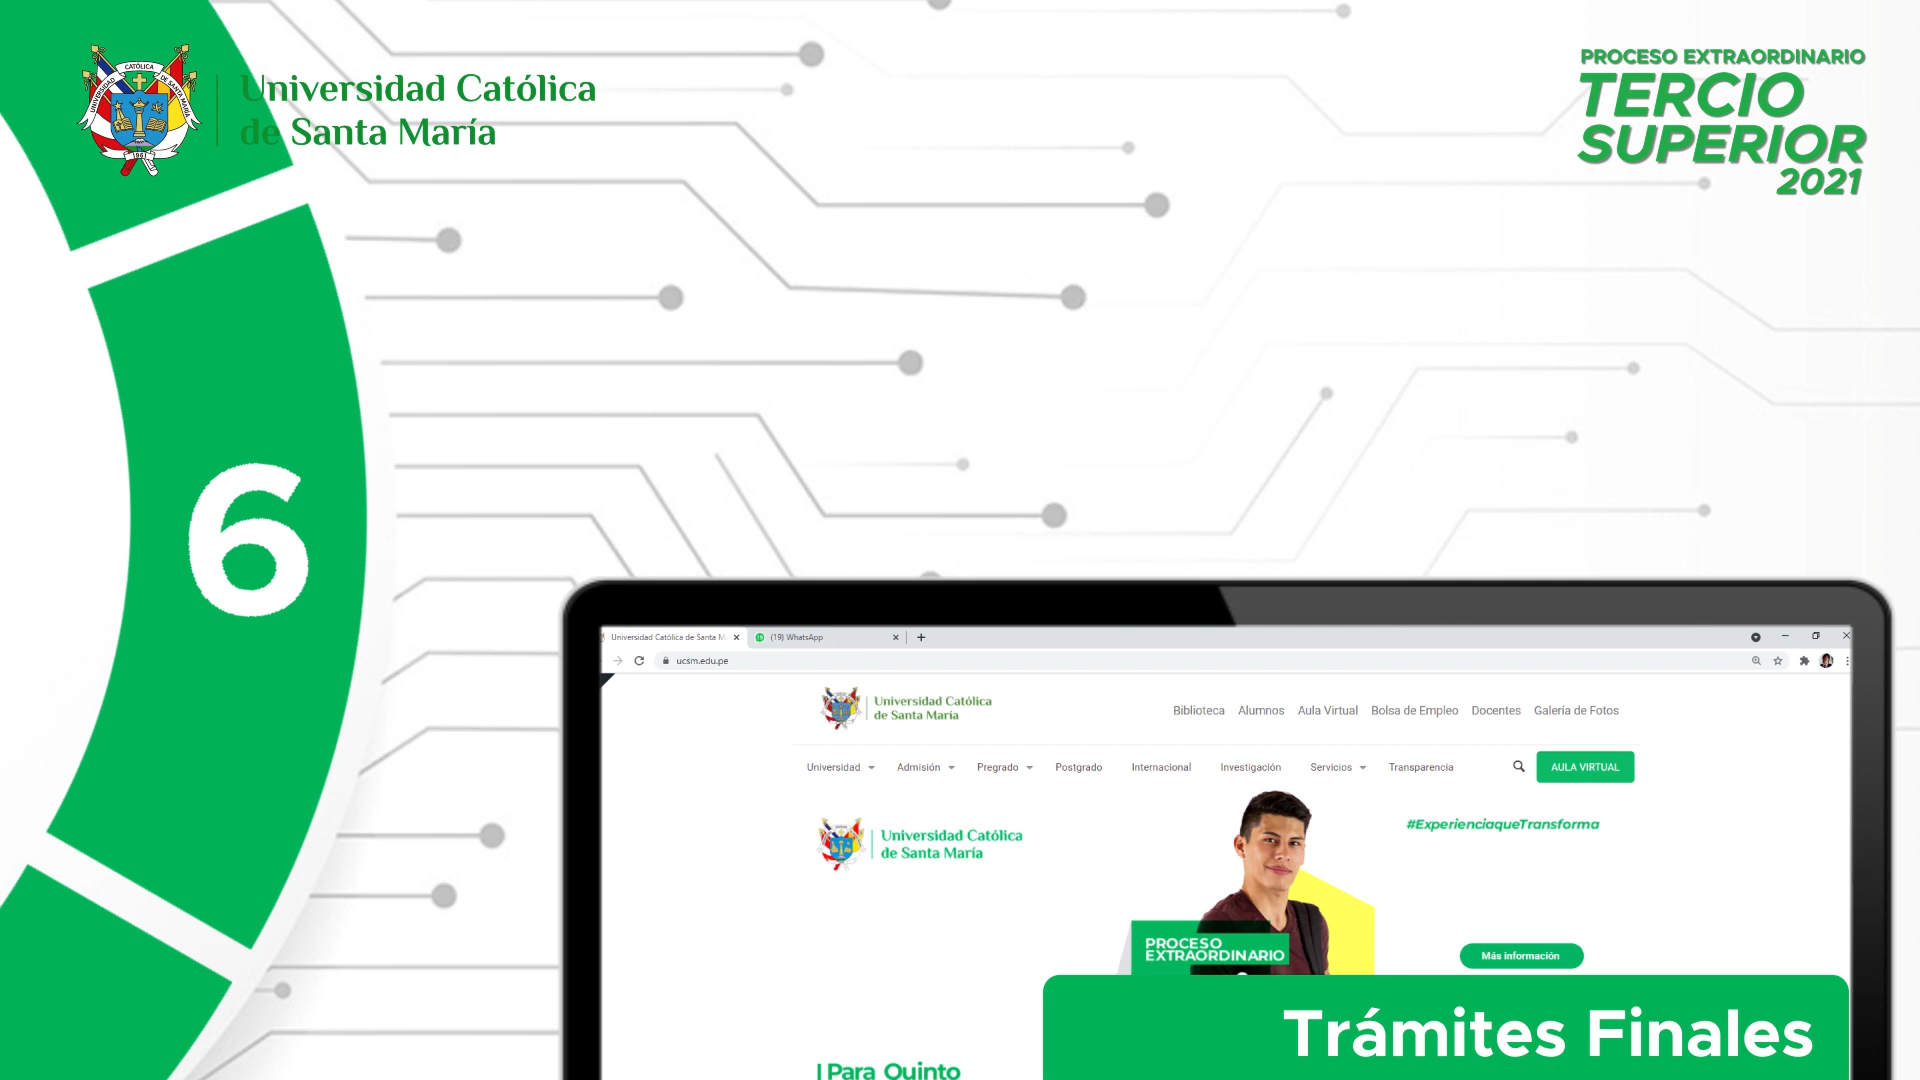 Universidad Católica
de Santa María
PROCESO EXTRAORDINARIO
TERCIO
SUPERIOR
2021
6
Universidad Católica de Santa M
(19) WhatsApp
ucsm.edu.pe
Universidad Católica
de Santa María
Biblioteca Alumnos Aula Virtual Bolsa de Empleo Docentes Galería de Fotos
Universidad Admisión Pregrado Postgrado Internacional Investigación Servicios Transparencia AULA VIRTUAL
Universidad Católica
de Santa María
#ExperienciaqueTransforma
PROCESO
EXTRAORDINARIO
Más información
Trámites Finales
Para Quinto